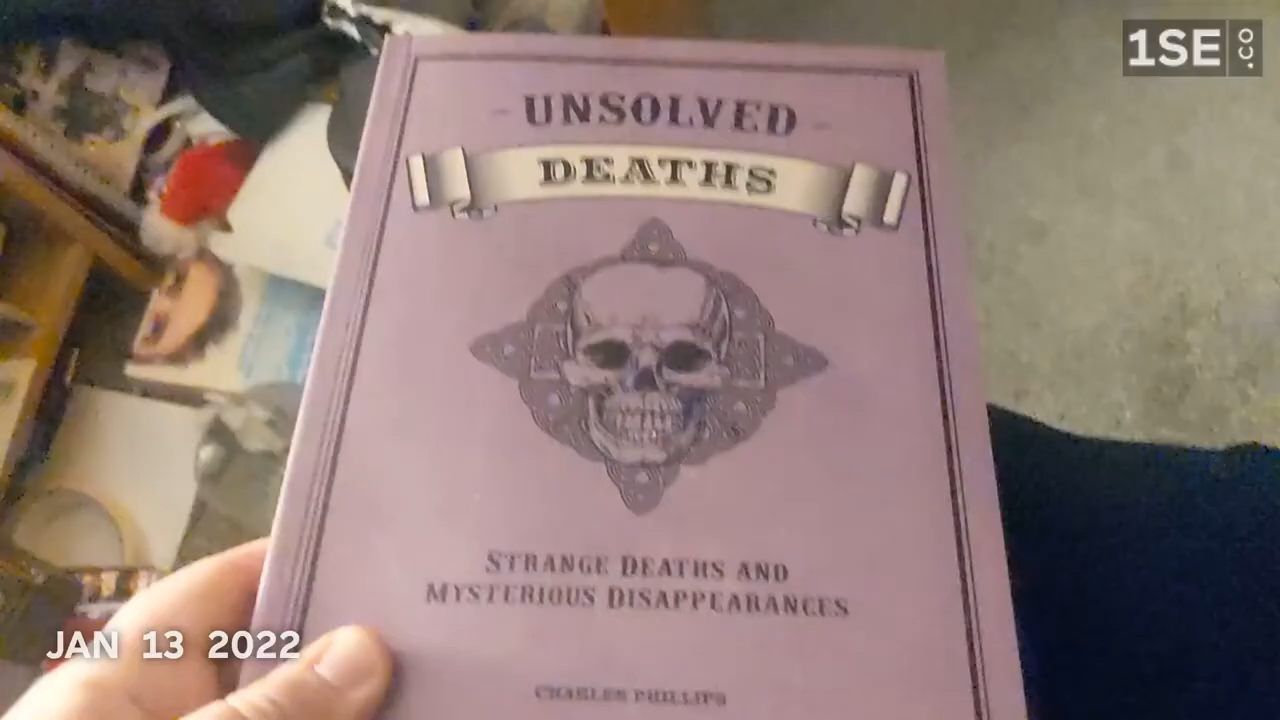 1SE.CO
UNSOLVED
DEATHS
STRANGE DEATHS AND
MYSTERIOUS DISAPPEARANCES
CHARLES PHILLIPS
JAN 13 2022